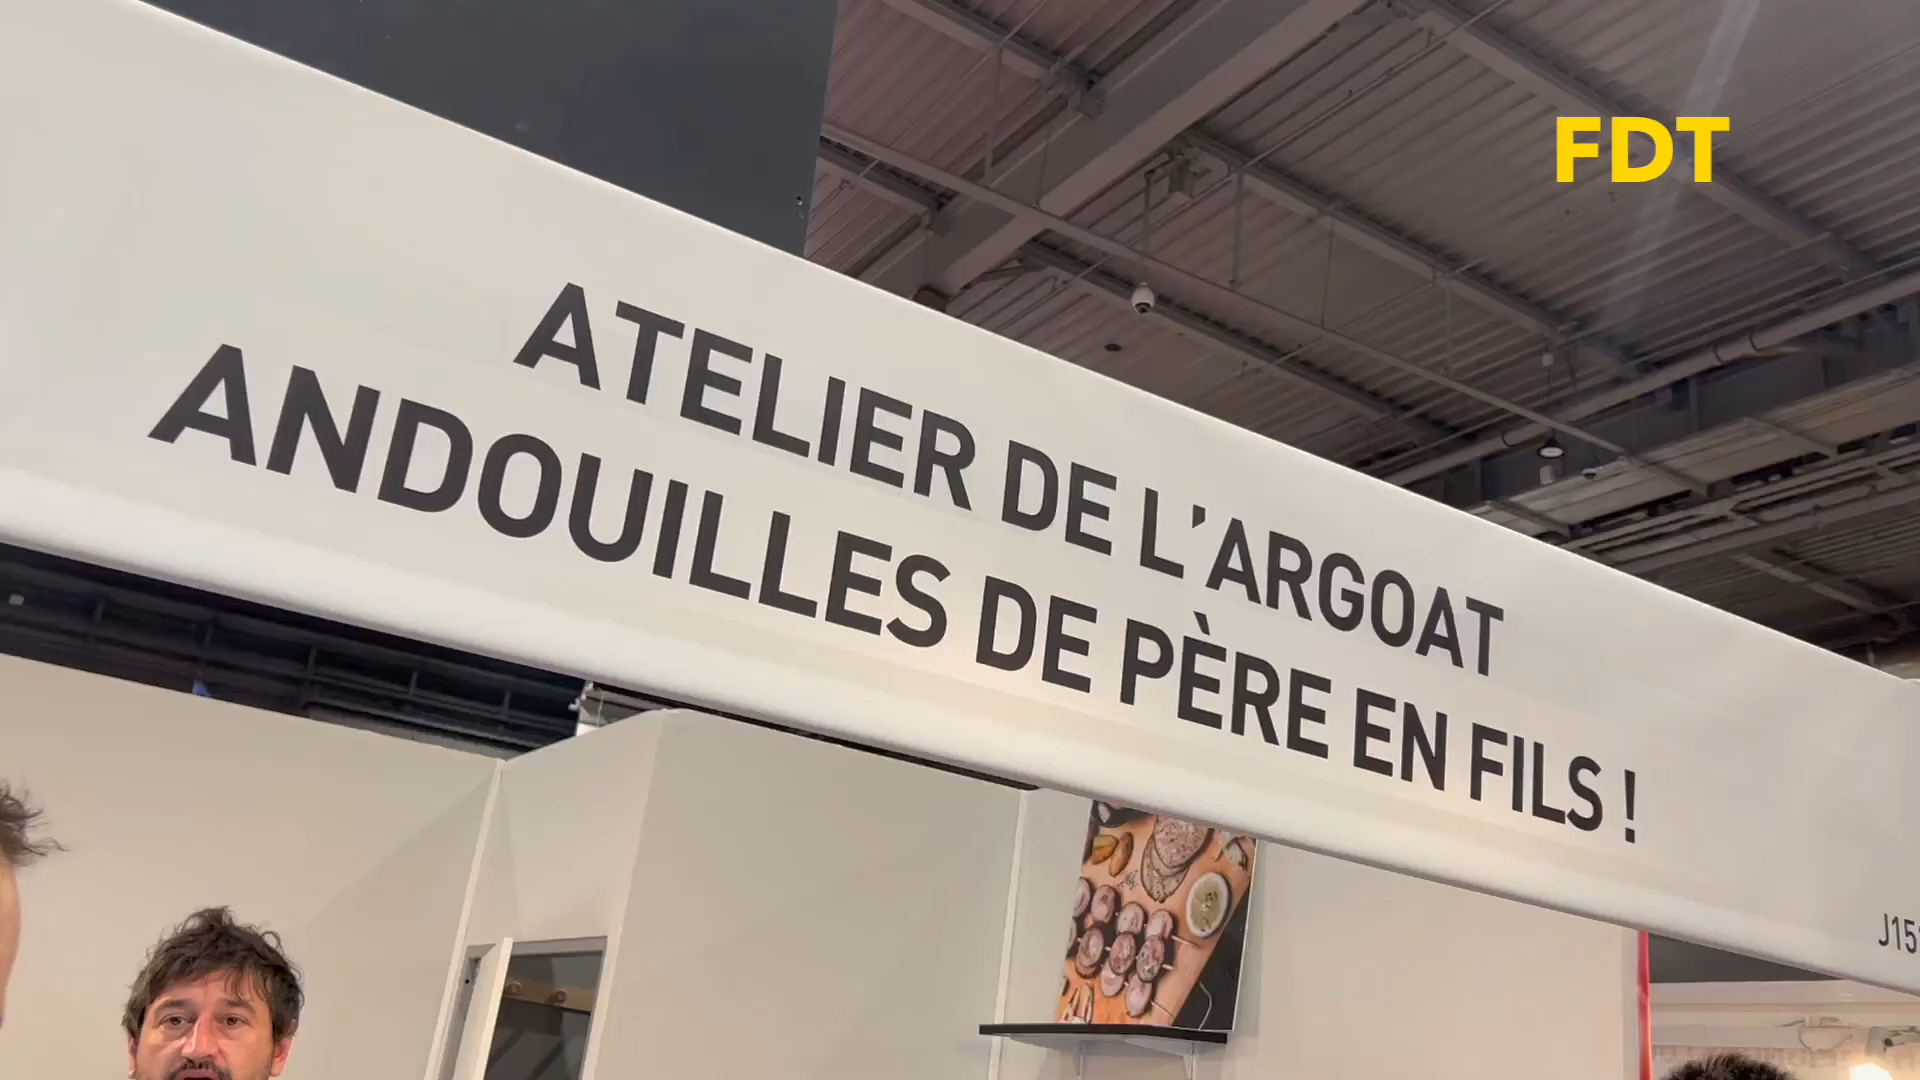 FDT
ATELIER DE L'ARGOAT
ANDOUILLES DE PÈRE EN FILS !